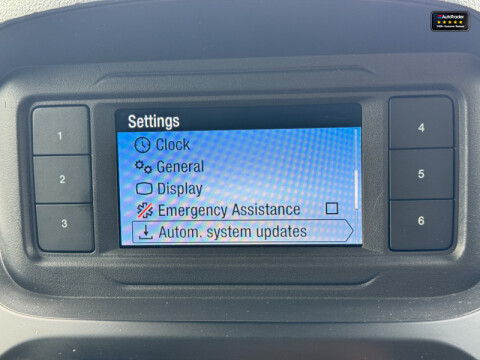 AutoTrader
Settings
Clock
General
Display
Emergency Assistance
Autom. system updates
1
2
3
4
5
6